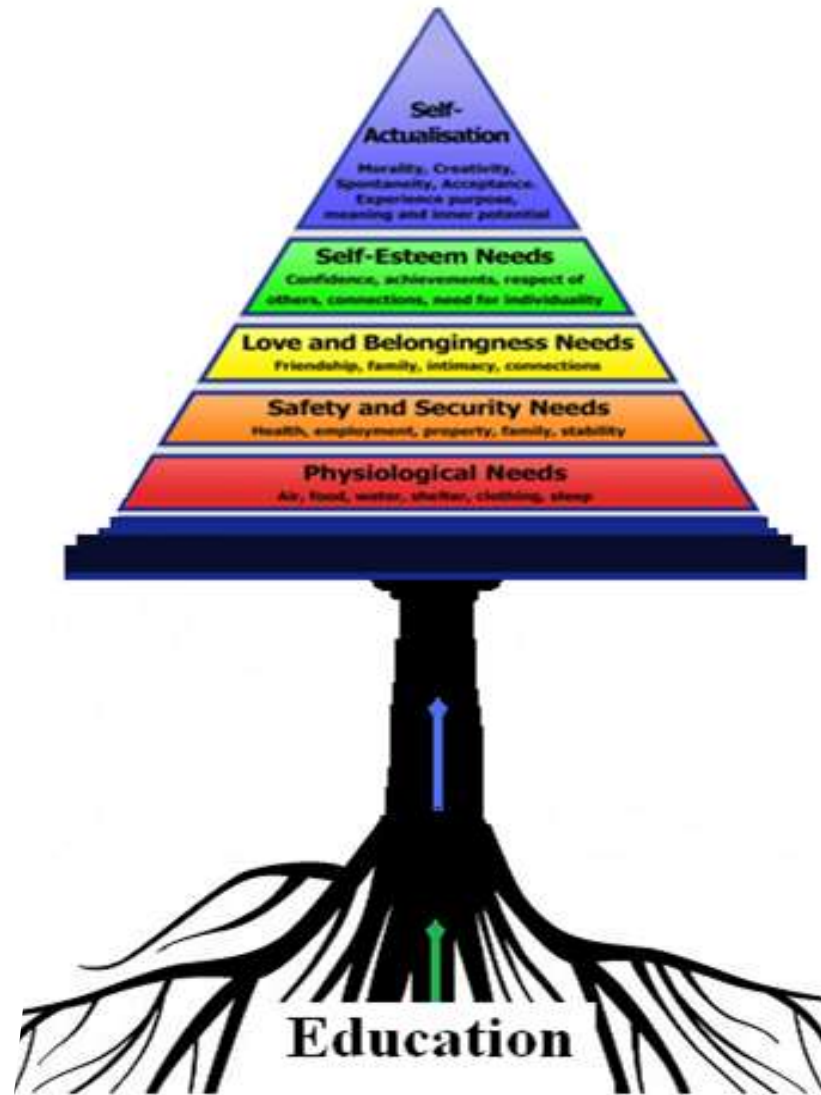 Self-
Actualisation
Morality, Creativity,
Spontaneity, Acceptance.
Experience purpose,
meaning and inner potential
Self-Esteem Needs
Confidence, achievements, respect of
others, connections, need for individuality
Love and Belongingness Needs
Friendship, family, intimacy, connections
Safety and Security Needs
Health, employment, property, family, stability
Physiological Needs
Air, food, water, shelter, clothing, sleep
Education